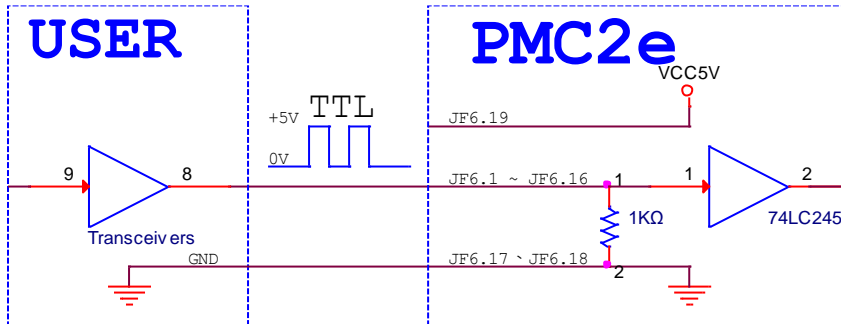 USER
PMC2e
VCC5V
TTL
+5V
0V
JF6.19
9
8
JF6.1 ~ JF6.16
1
1
2
1KΩ
74LC245
Transceivers
GND
JF6.17、JF6.18
2